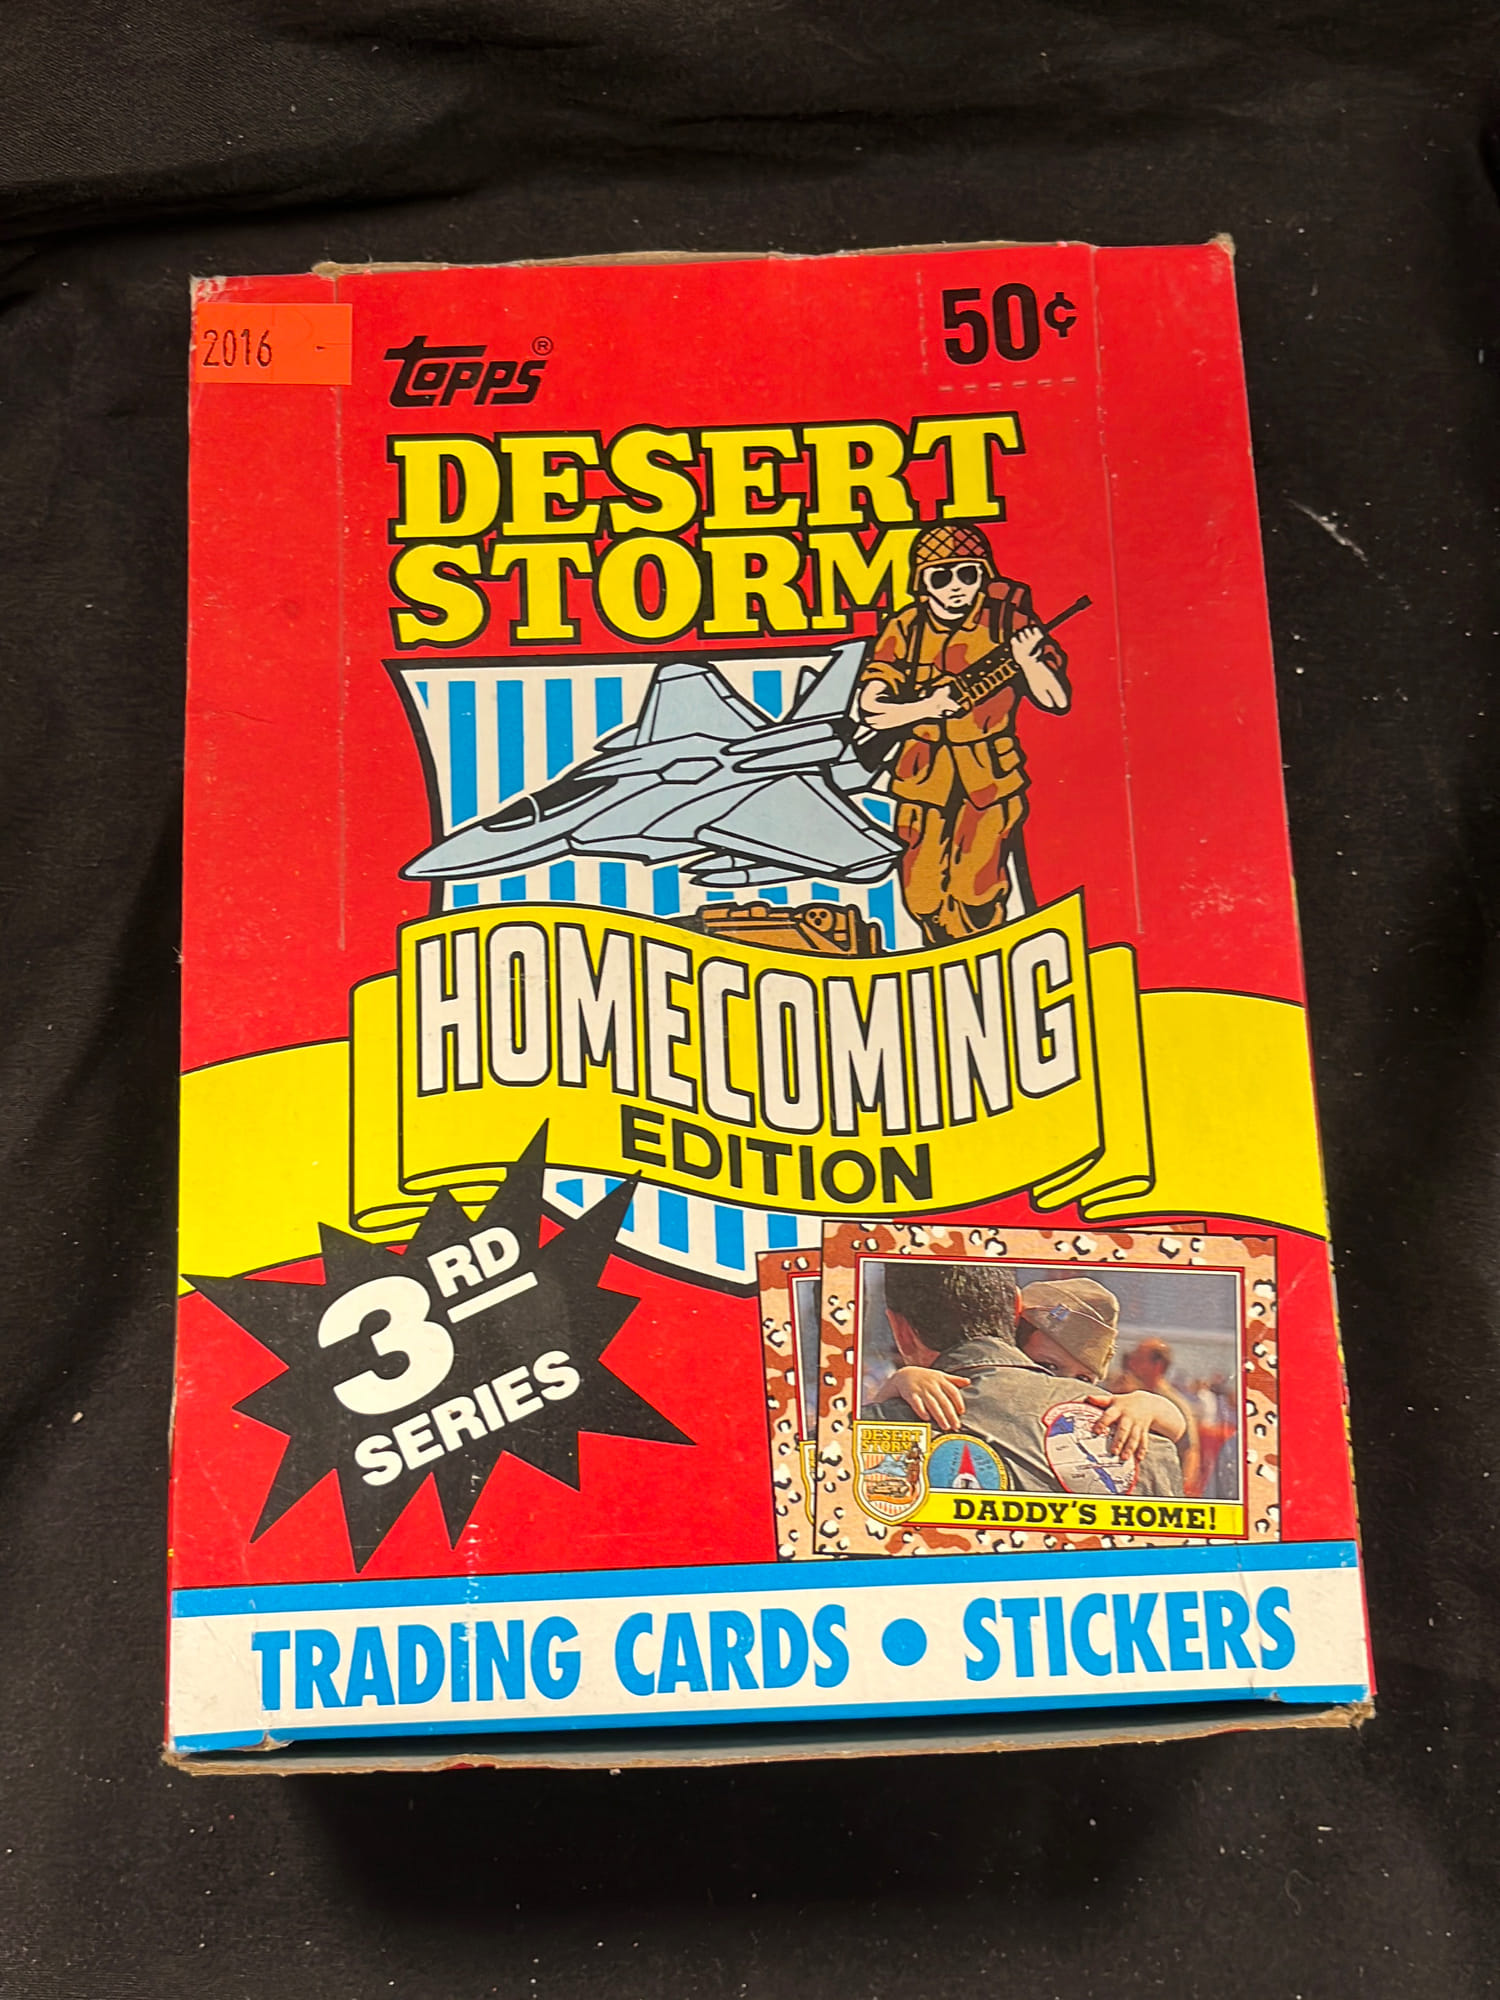 2016
topps®
50¢
DESERT
STORM
HOMECOMING
EDITION
3RD
SERIES
DESERT
STORM
DADDY'S HOME!
TRADING CARDS • STICKERS